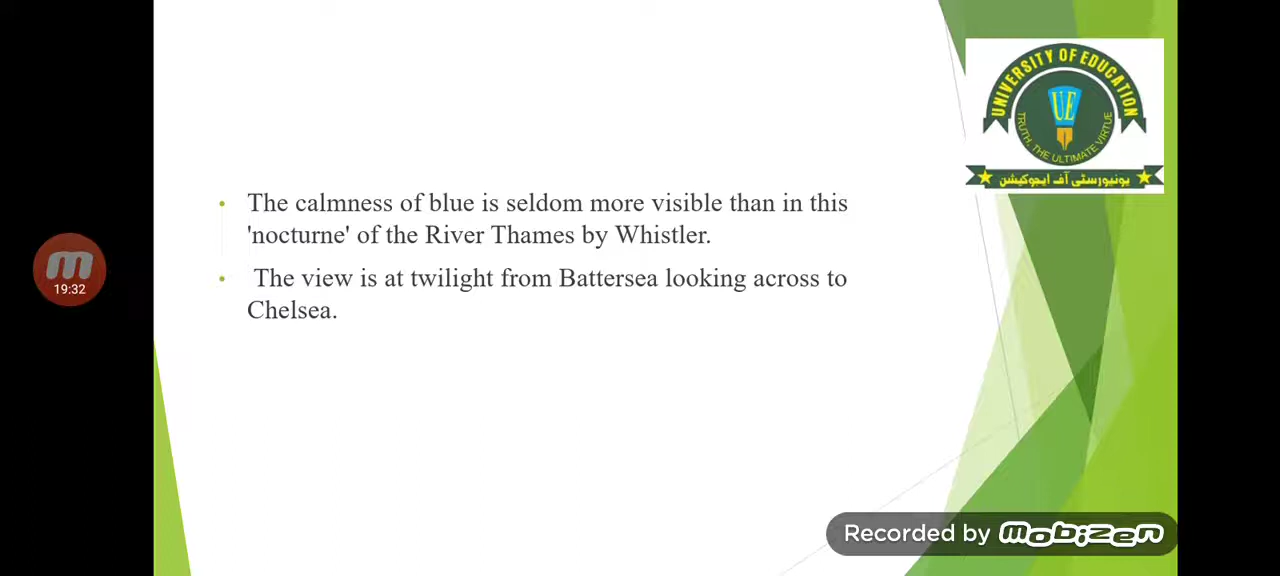 UNIVERSITY OF EDUCATION
UE
TRUTH, THE ULTIMATE VIRTUE
یونیورسٹی آف ایجوکیشن
• The calmness of blue is seldom more visible than in this
'nocturne' of the River Thames by Whistler.
• The view is at twilight from Battersea looking across to
Chelsea.
m
19:32
Recorded by mobizen